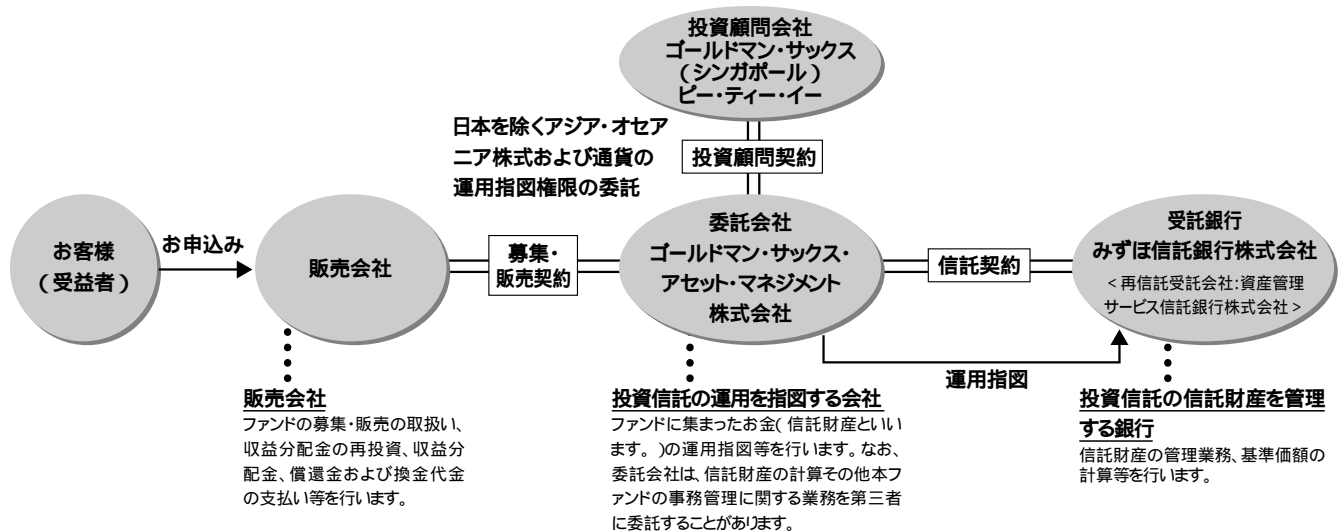 投資顧問会社
ゴールドマン・サックス
(シンガポール)
ピー・ティー・イー
日本を除くアジア・オセア
ニア株式および通貨の
運用指図権限の委託
投資顧問契約
お客様
(受益者)
お申込み
販売会社
募集・
販売契約
委託会社
ゴールドマン・サックス・
アセット・マネジメント
株式会社
信託契約
受託銀行
みずほ信託銀行株式会社
<再信託受託会社:資産管理
サービス信託銀行株式会社>
運用指図
販売会社
ファンドの募集・販売の取扱い、
収益分配金の再投資、収益分
配金、償還金および換金代金
の支払い等を行います。
投資信託の運用を指図する会社
ファンドに集まったお金(信託財産といい
ます。)の運用指図等を行います。なお、
委託会社は、信託財産の計算その他本フ
ァンドの事務管理に関する業務を第三者
に委託することがあります。
投資信託の信託財産を管理
する銀行
信託財産の管理業務、基準価額の
計算等を行います。